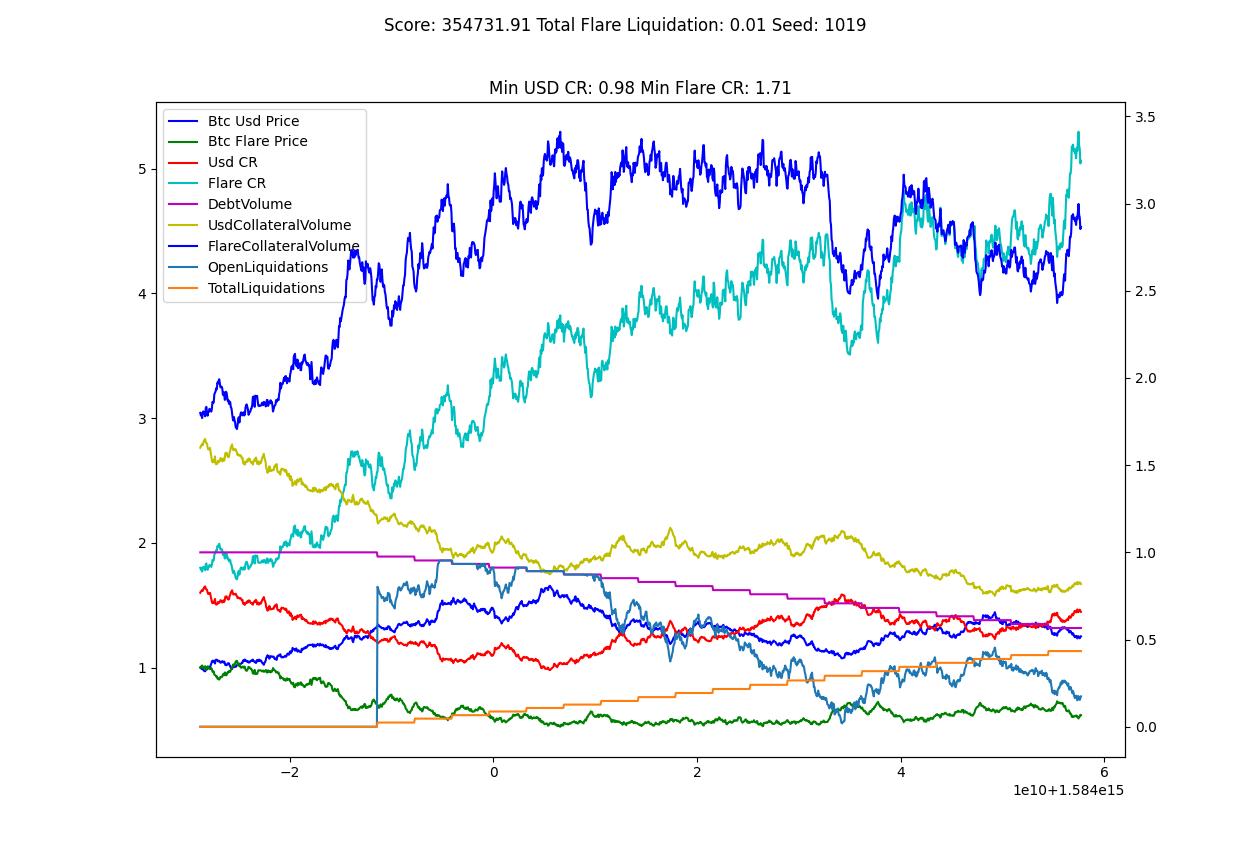 Score: 354731.91 Total Flare Liquidation: 0.01 Seed: 1019
Min USD CR: 0.98 Min Flare CR: 1.71
Btc Usd Price
Btc Flare Price
Usd CR
Flare CR
DebtVolume
UsdCollateralVolume
FlareCollateralVolume
OpenLiquidations
TotalLiquidations
5
4
3
2
1
3.5
3.0
2.5
2.0
1.5
1.0
0.5
0.0
−2
0
2
4
6
1e10+1.584e15